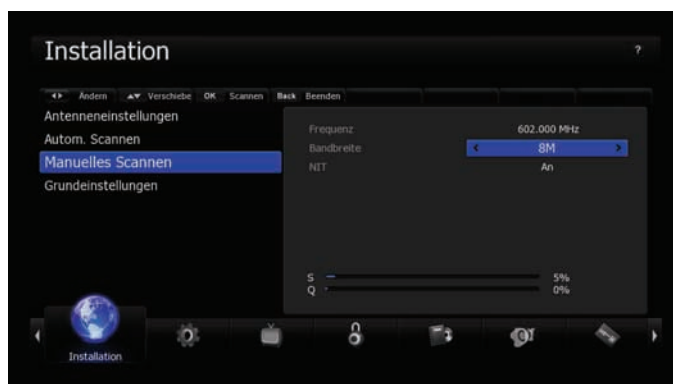 Installation
?
Ändern Verschiebe OK Scannen Back Beenden
Antenneneinstellungen
Autom. Scannen
Manuelles Scannen
Grundeinstellungen
Frequenz 602.000 MHz
Bandbreite 8M
NIT An
S 5%
Q 0%
Installation